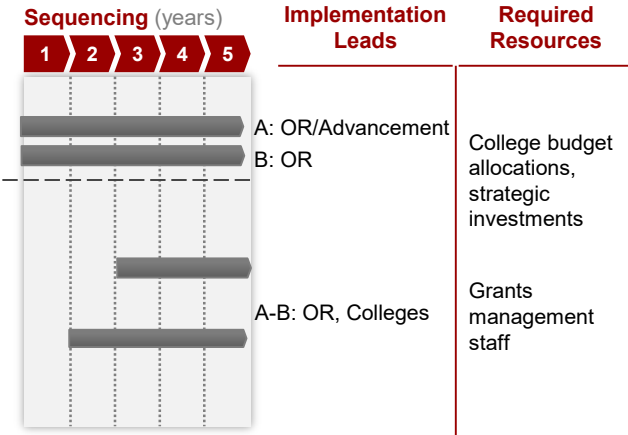 Sequencing (years)
1 2 3 4 5
Implementation
Leads
Required
Resources
A: OR/Advancement
B: OR
College budget
allocations,
strategic
investments
A-B: OR, Colleges
Grants
management
staff